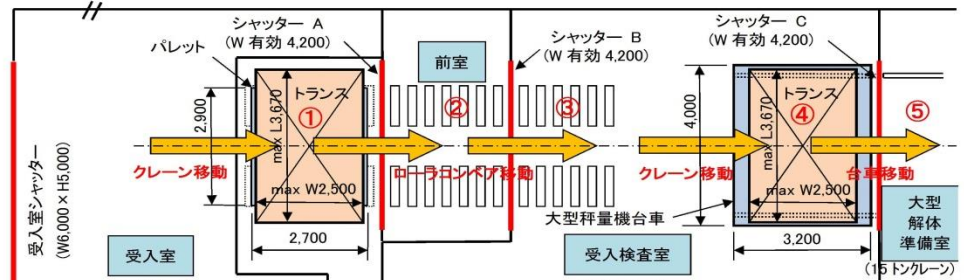 シャッター A
(W 有効 4,200)
パレット
前室
シャッター B
(W 有効 4,200)
シャッター C
(W 有効 4,200)
受入室シャッター
(W6,000×H5,000)
2,900
トランス
①
max L3,670
max W2,500
2,700
クレーン移動
②
③
ローラコンベア移動
クレーン移動
4,000
トランス
④
max L3,670
max W2,500
3,200
⑤
台車移動
大型秤量機台車
受入室
受入検査室
大型
解体
準備室
(15トンクレーン)